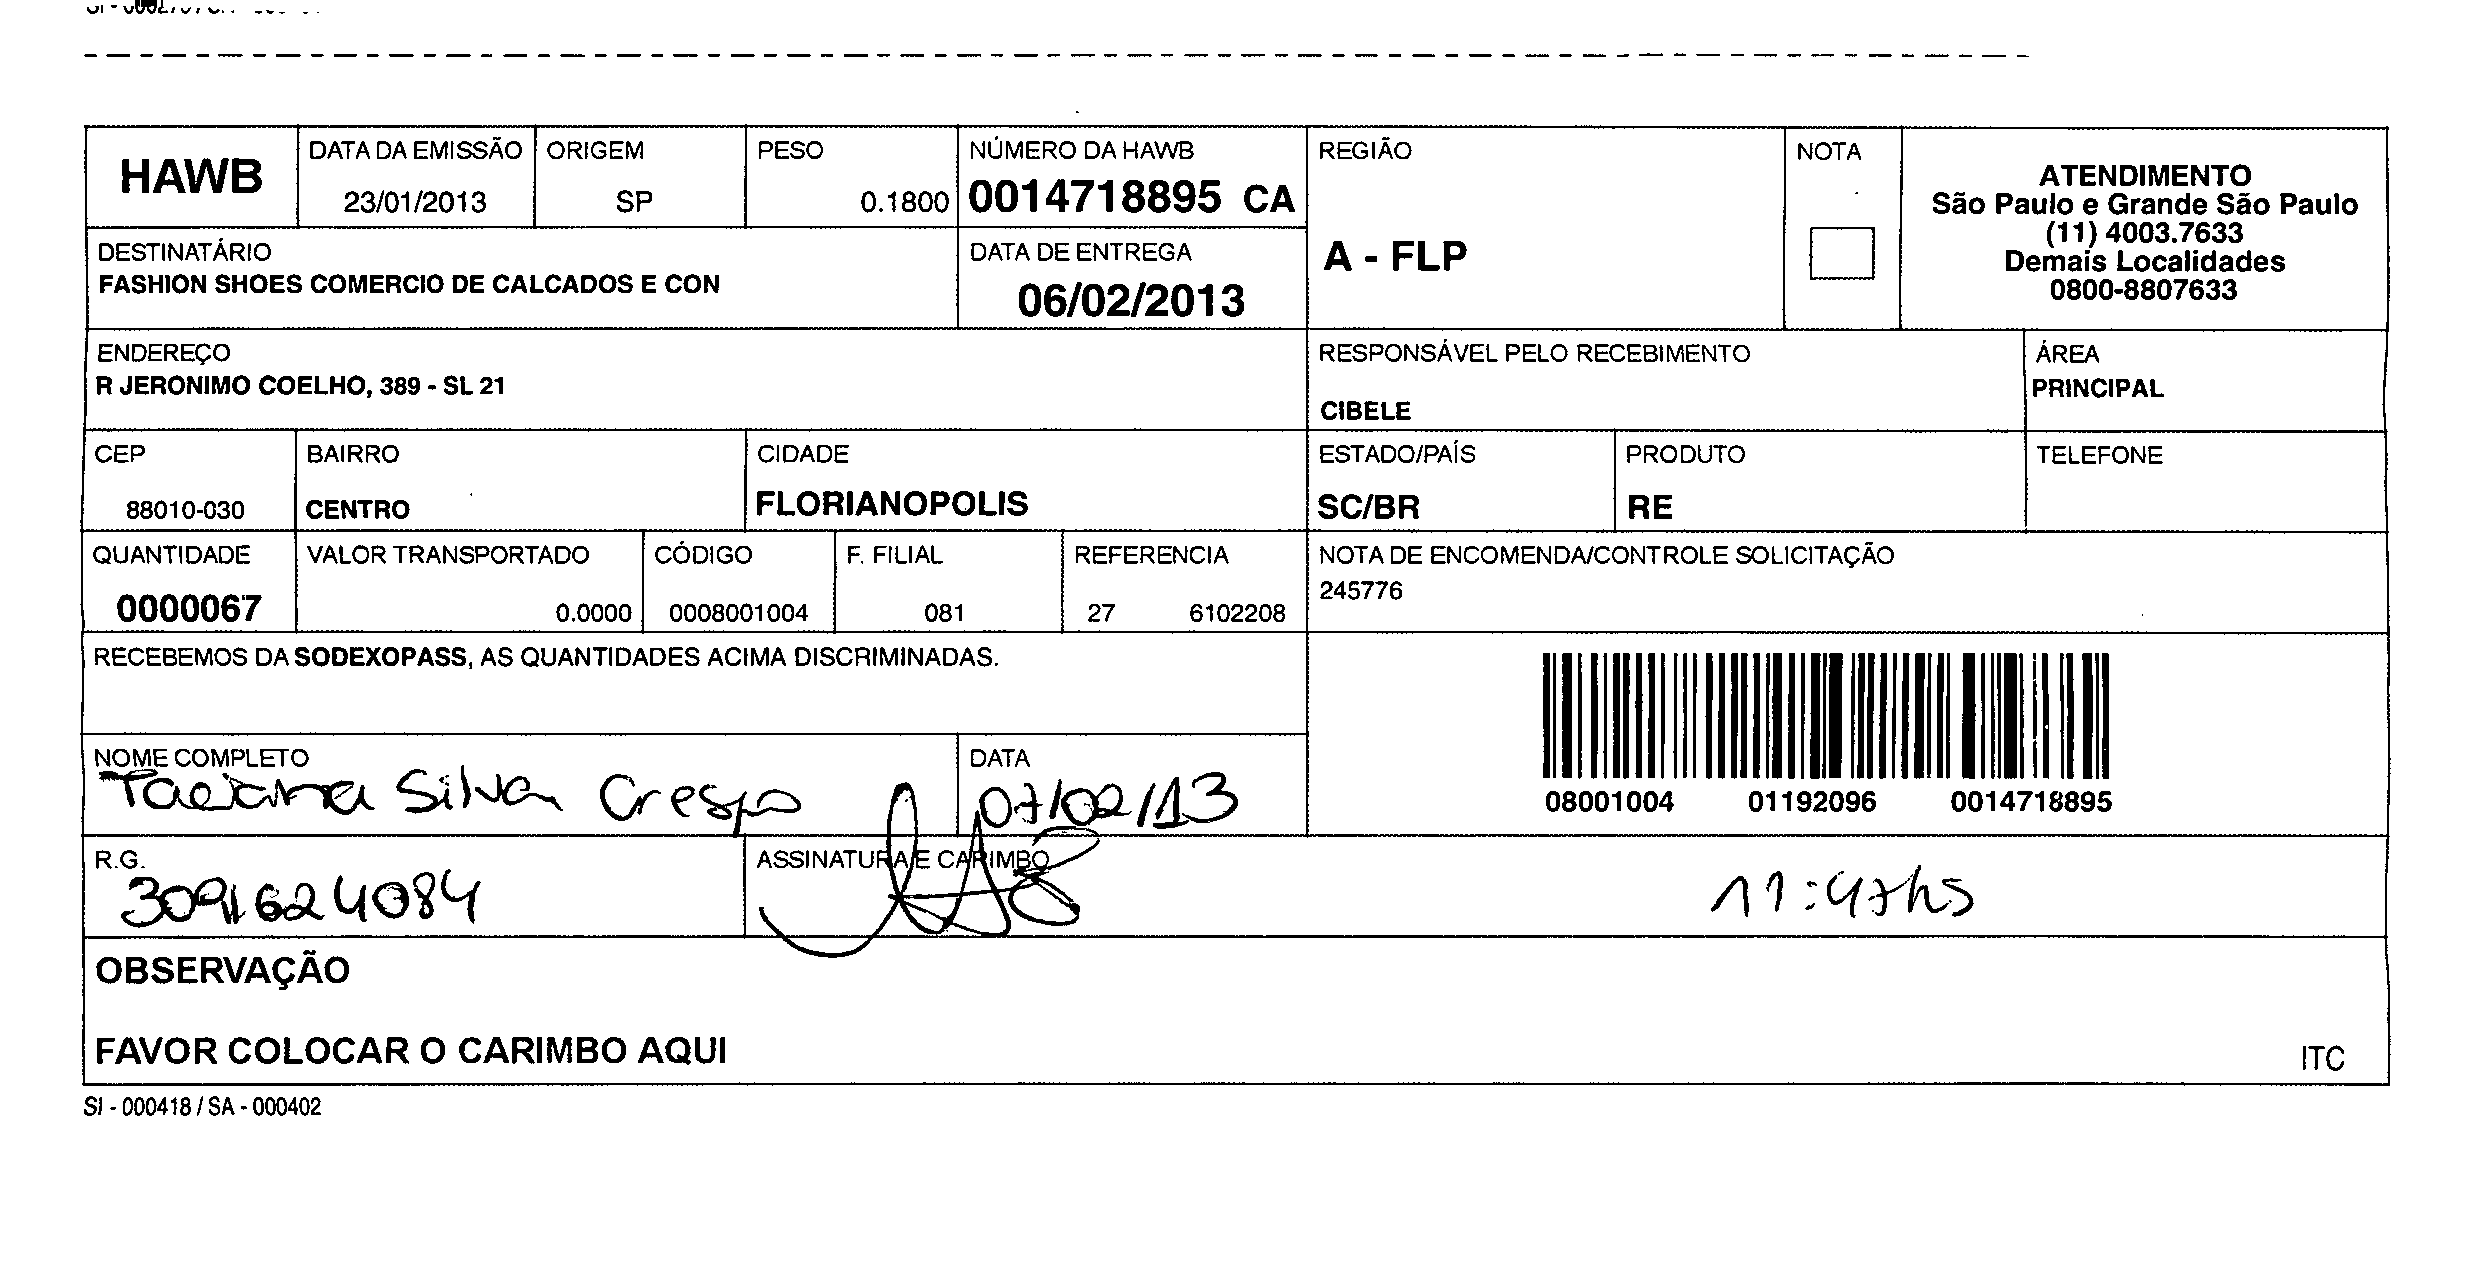 HAWB
DATA DA EMISSÃO
23/01/2013
ORIGEM
SP
PESO
0.1800
NÚMERO DA HAWB
0014718895 CA
REGIÃO
A - FLP
NOTA
ATENDIMENTO
São Paulo e Grande São Paulo
(11) 4003.7633
Demais Localidades
0800-8807633
DESTINATÁRIO
FASHION SHOES COMERCIO DE CALCADOS E CON
DATA DE ENTREGA
06/02/2013
ENDEREÇO
R JERONIMO COELHO, 389 - SL 21
RESPONSÁVEL PELO RECEBIMENTO
CIBELE
ÁREA
PRINCIPAL
CEP
88010-030
BAIRRO
CENTRO
CIDADE
FLORIANOPOLIS
ESTADO/PAÍS
SC/BR
PRODUTO
RE
TELEFONE
QUANTIDADE
0000067
VALOR TRANSPORTADO
0.0000
CÓDIGO
0008001004
F. FILIAL
081
REFERENCIA
27 6102208
NOTA DE ENCOMENDA/CONTROLE SOLICITAÇÃO
245776
RECEBEMOS DA SODEXOPASS, AS QUANTIDADES ACIMA DISCRIMINADAS.
08001004 01192096 0014718895
NOME COMPLETO
Silva Crespo
DATA
07/02/13
R.G.
3091624084
ASSINATURA E CARIMBO
11:47hs
OBSERVAÇÃO
FAVOR COLOCAR O CARIMBO AQUI
ITC
SI - 000418 / SA - 000402